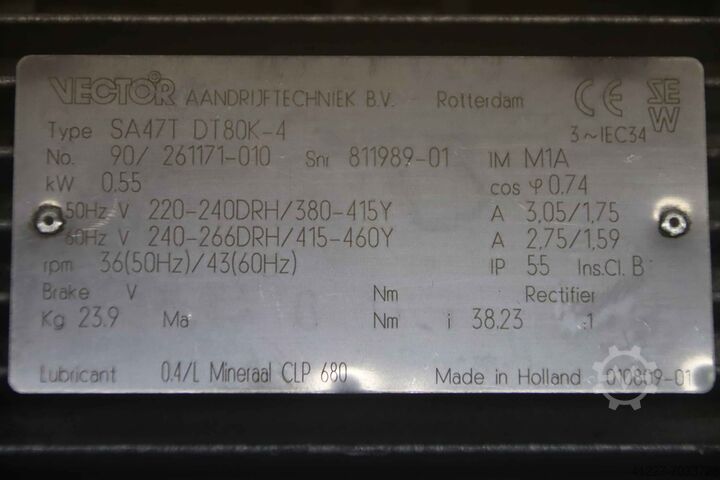 VECTOR® AANDRIJFTECHNIEK B.V. Rotterdam CE SEW
Type SA47T DT80K-4 3~IEC34
No. 90/ 261171-010 Snr 811989-01 IM M1A
kW 0.55 cos φ 0.74
50Hz V 220-240DRH/380-415Y A 3,05/1,75
60Hz V 240-266DRH/415-460Y A 2,75/1,59
rpm 36(50Hz)/43(60Hz) IP 55 Ins.Cl. B
Brake V Nm Rectifier
Kg 23.9 Ma Nm i 38.23 :1
Lubricant 0.4/L Mineraal CLP 680 Made in Holland 010809-01